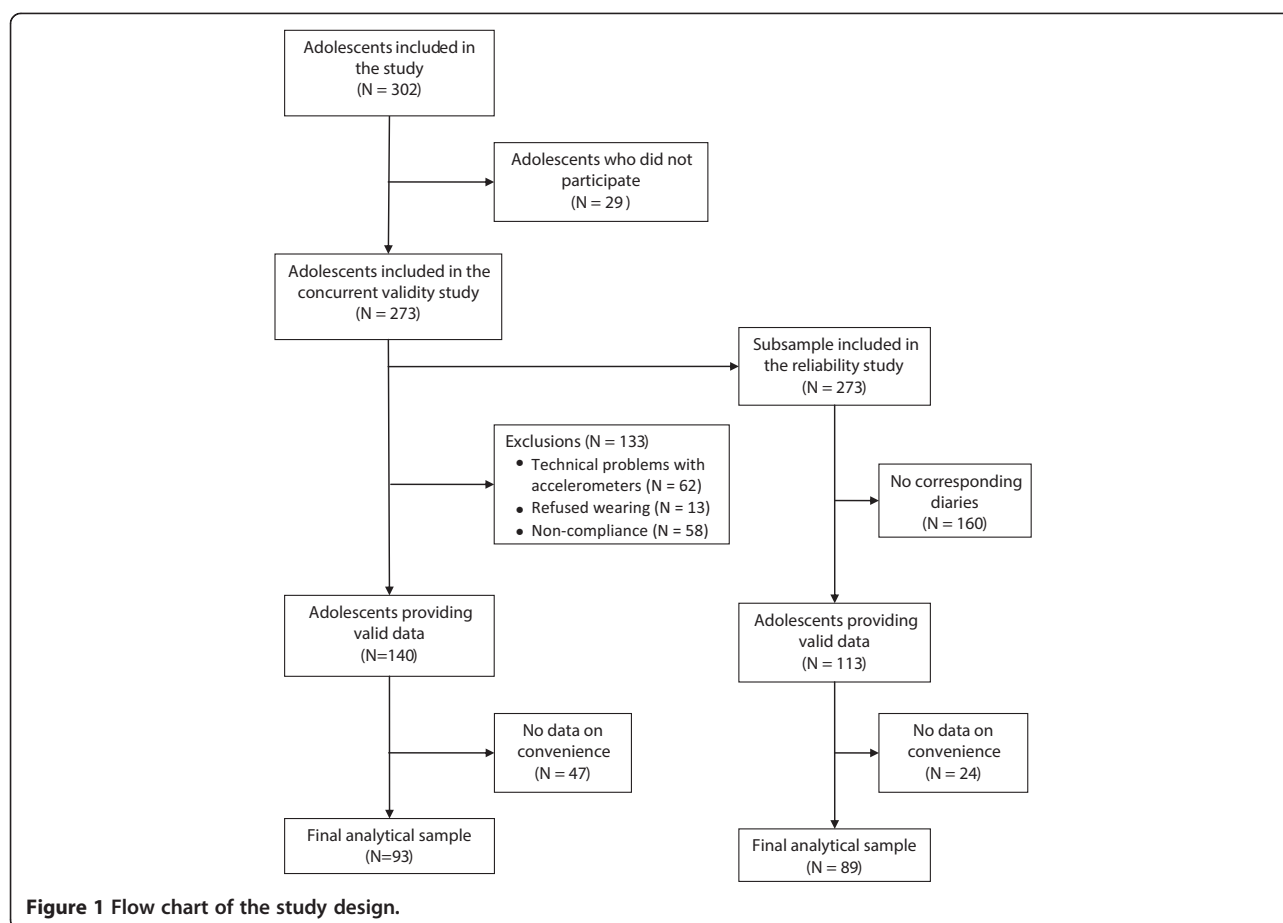 Adolescents included in
the study
(N = 302)
Adolescents who did not
participate
(N = 29 )
Adolescents included in the
concurrent validity study
(N = 273)
Subsample included in
the reliability study
(N = 273)
Exclusions (N = 133)
• Technical problems with
accelerometers (N = 62)
• Refused wearing (N = 13)
• Non-compliance (N = 58)
No corresponding
diaries
(N = 160)
Adolescents providing
valid data
(N=140)
Adolescents providing
valid data
(N = 113)
No data on
convenience
(N = 47)
No data on
convenience
(N = 24)
Final analytical sample
(N=93)
Final analytical sample
(N = 89)
Figure 1 Flow chart of the study design.